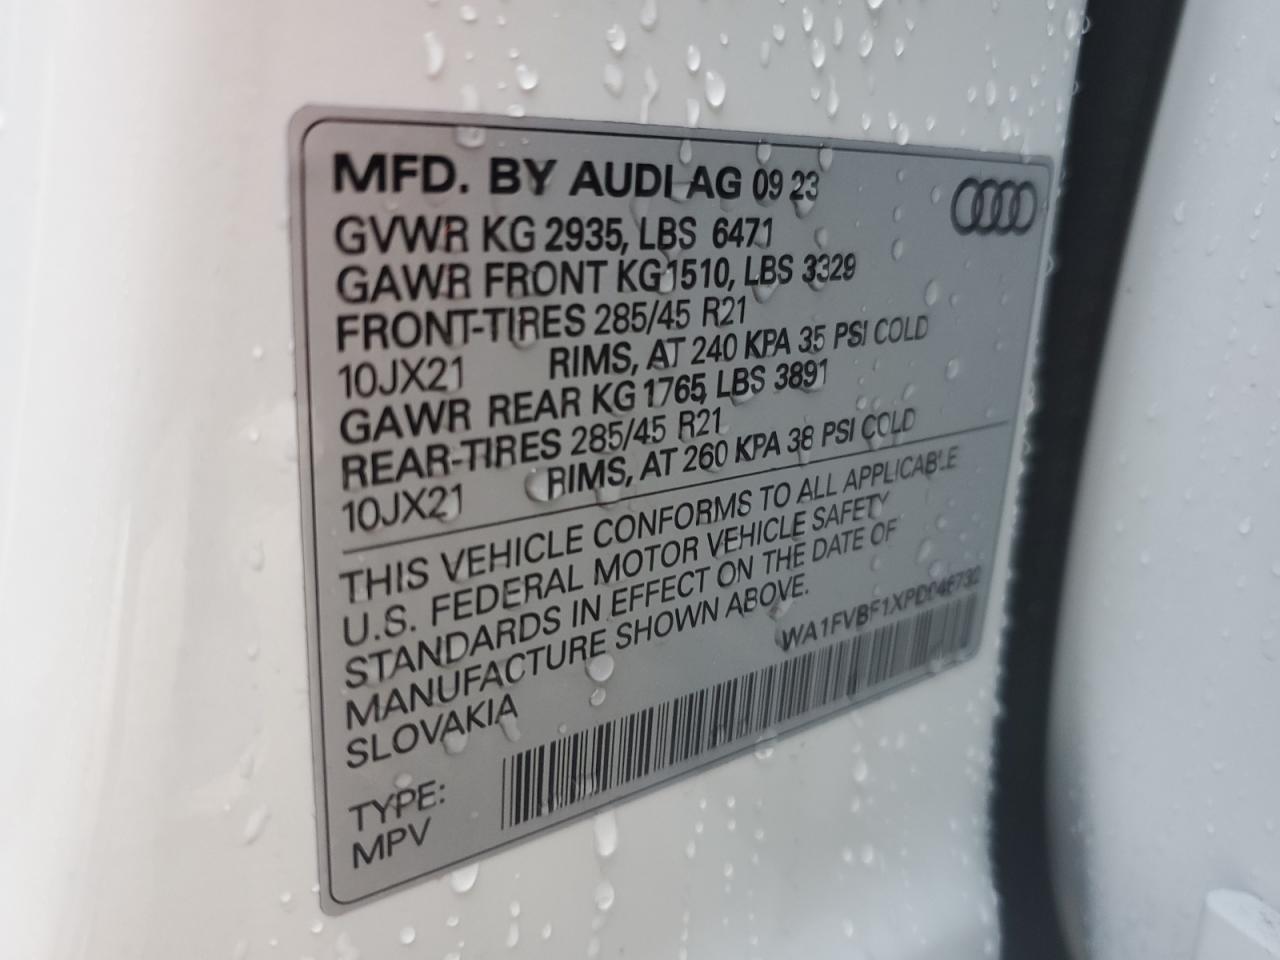 MFD. BY AUDI AG 09 23
GVWR KG 2935, LBS 6471
GAWR FRONT KG1510, LBS 3329
FRONT-TIRES 285/45 R21
10JX21 RIMS, AT 240 KPA 35 PSI COLD
GAWR REAR KG 1765, LBS 3891
REAR-TIRES 285/45 R21
10JX21 RIMS, AT 260 KPA 38 PSI COLD
THIS VEHICLE CONFORMS TO ALL APPLICABLE
U.S. FEDERAL MOTOR VEHICLE SAFETY
STANDARDS IN EFFECT ON THE DATE OF
MANUFACTURE SHOWN ABOVE.
SLOVAKIA
WA1FVBF1XPD046732
TYPE:
MPV